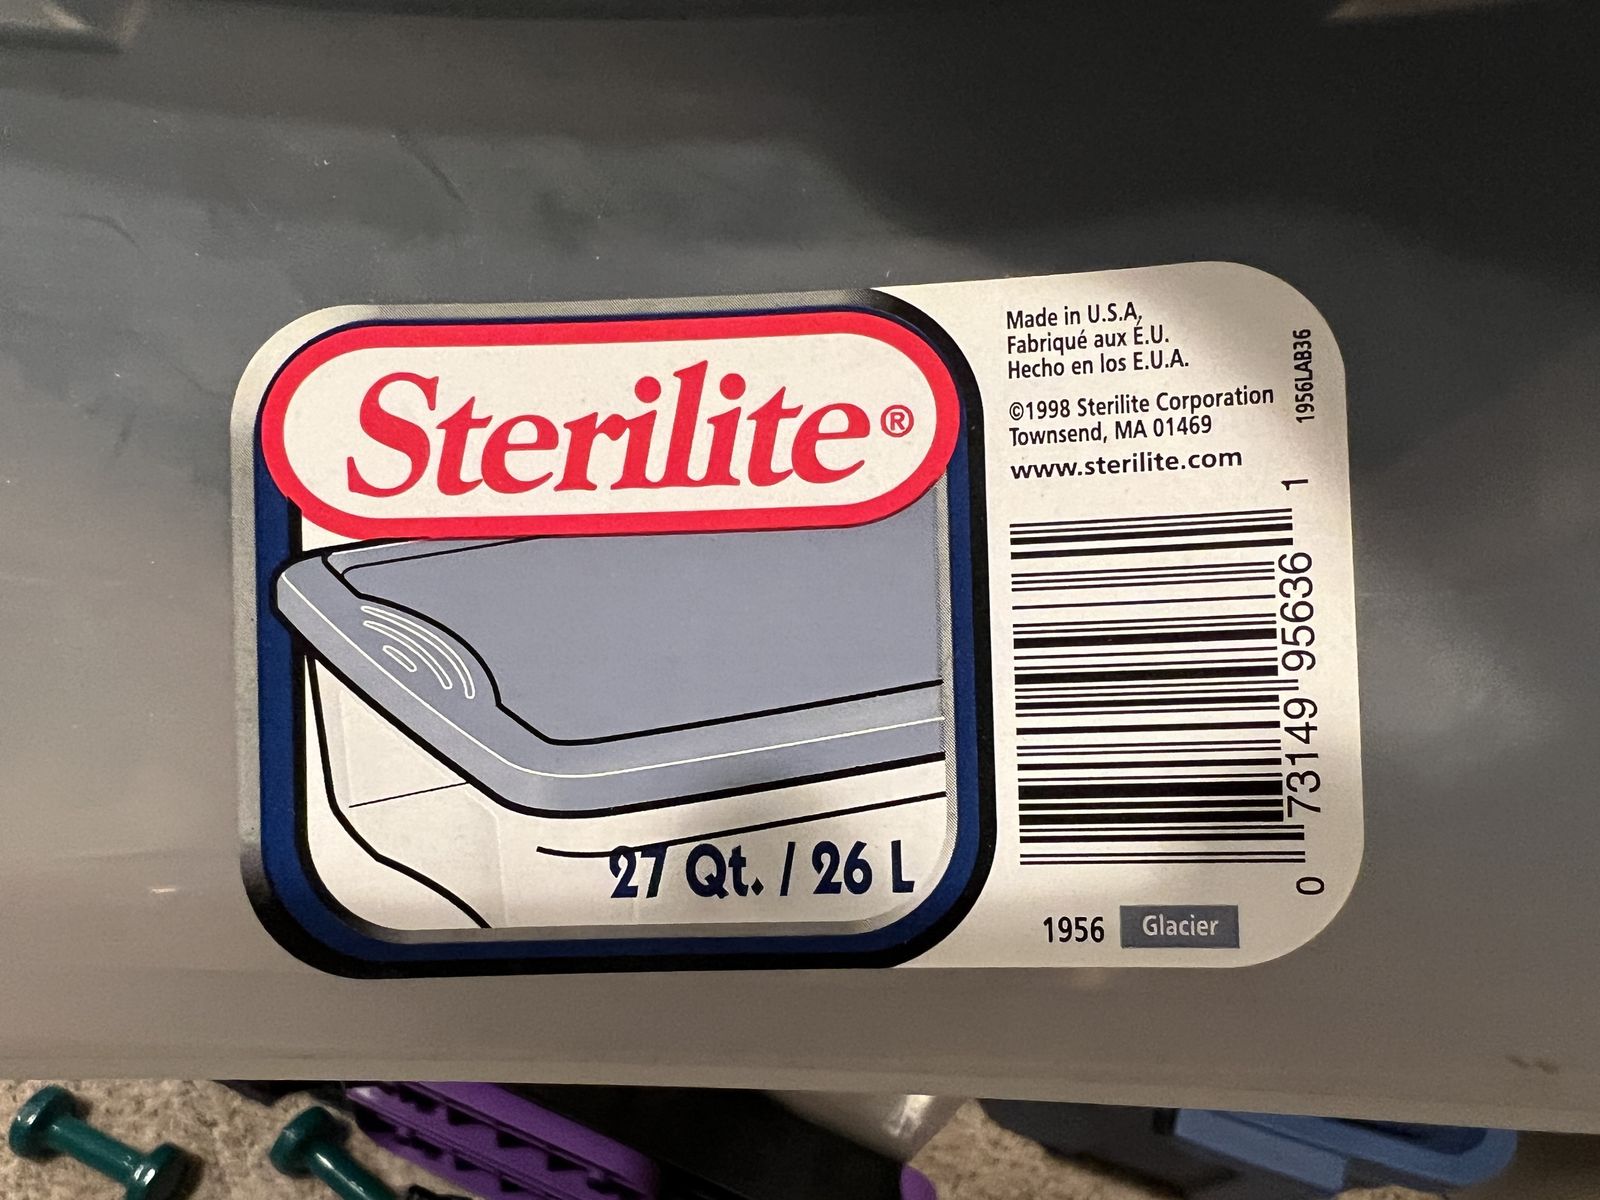 Sterilite®
27 Qt. / 26 L
Made in U.S.A,
Fabriqué aux É.U.
Hecho en los E.U.A.
©1998 Sterilite Corporation
Townsend, MA 01469
www.sterilite.com
1956LAB36
0 73149 95636 1
1956 Glacier